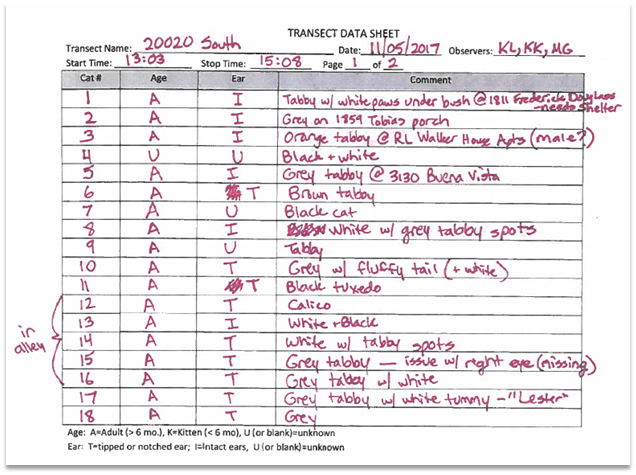 TRANSECT DATA SHEET
Transect Name: 20020 South Date: 11/05/2017 Observers: KL, KK, MG
Start Time: 13:03 Stop Time: 15:08 Page 1 of 2
Cat # Age Ear Comment
1 A I Tabby w/ white paws under bush @ 1811 Frederick Douglass
-needs shelter
2 A I Grey on 1859 Tobias porch
3 A I Orange tabby @ RL Walker House Apts (male?)
4 U U Black + white
5 A I Grey tabby @ 3130 Buena Vista
6 A T Brown tabby
7 A U Black cat
8 A I White w/ grey tabby spots
9 A U Tabby
10 A T Grey w/ fluffy tail (+ white)
11 A T Black tuxedo
12 A T Calico
13 A I White + Black
in alley
14 A T White w/ tabby spots
15 A T Grey tabby — issue w/ right eye (missing)
16 A T Grey tabby w/ white
17 A T Grey tabby w/ white tummy - "Lester"
18 A T Grey
Age: A=Adult (> 6 mo.), K=Kitten (< 6 mo), U (or blank)=unknown
Ear: T=tipped or notched ear; I=Intact ears, U (or blank)=unknown